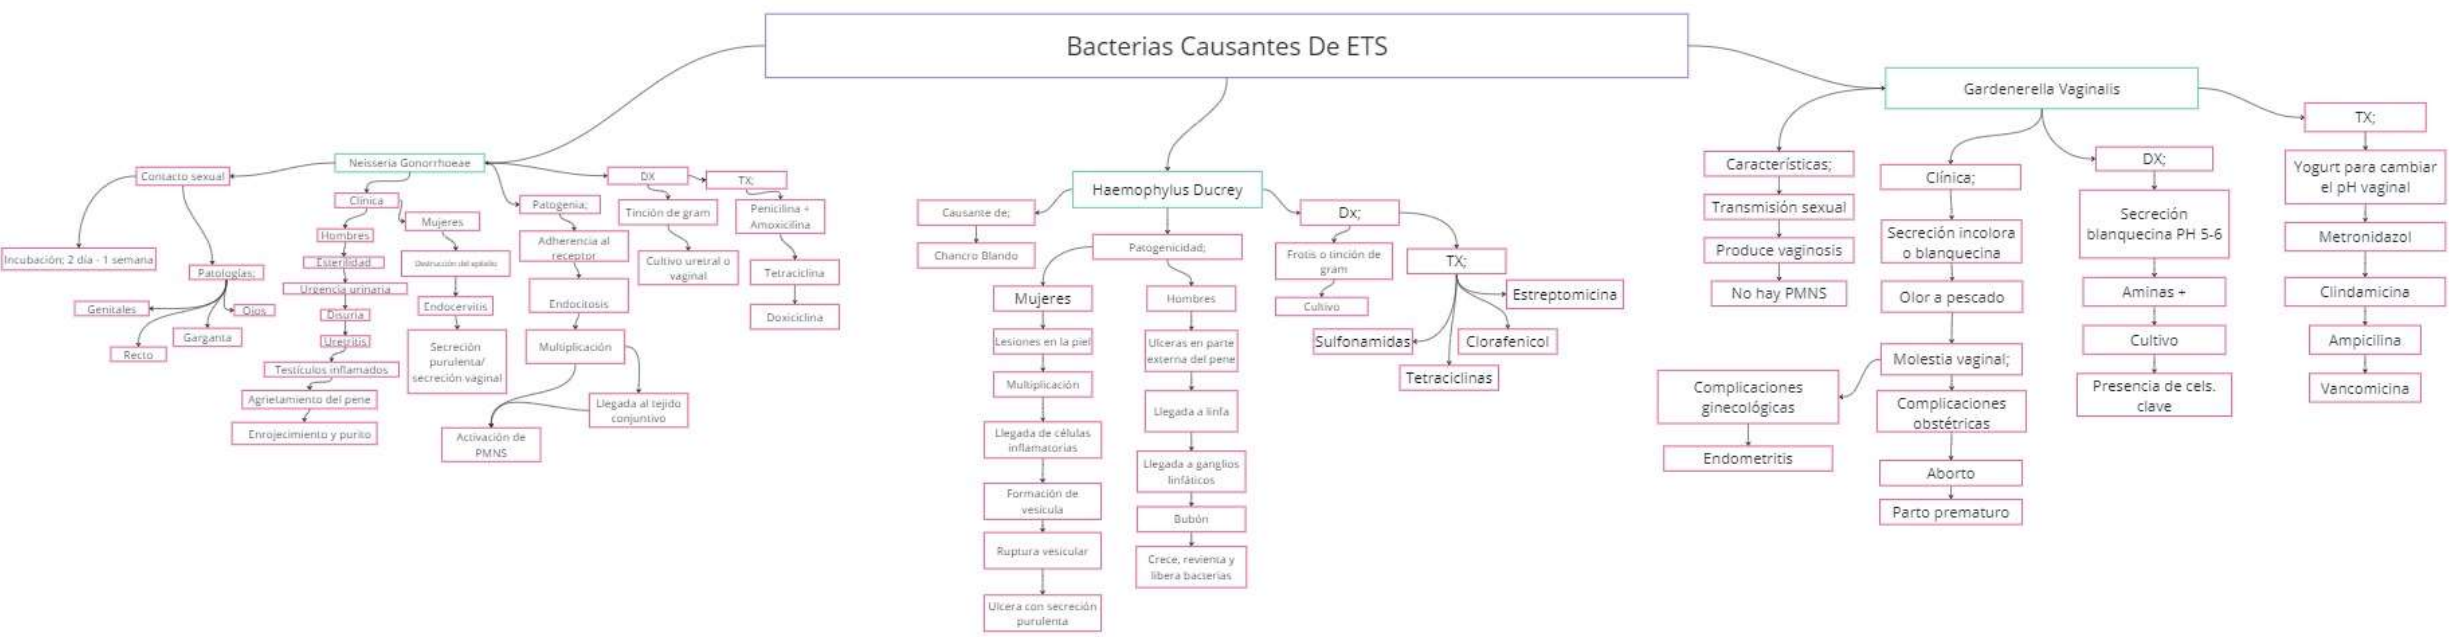 Bacterias Causantes De ETS
Neisseria Gonorrhoeae
Contacto sexual
Incubación; 2 día - 1 semana
Patologías;
Genitales
Recto
Garganta
Ojos
Clínica
Hombres
Esterilidad
Urgencia urinaria
Disuria
Uretritis
Testículos inflamados
Agrietamiento del pene
Enrojecimiento y purito
Mujeres
Destrucción del epitelio
Endocervitis
Secreción
purulenta/
secreción vaginal
Patogenia;
Adherencia al
receptor
Endocitosis
Multiplicación
Llegada al tejido
conjuntivo
Activación de
PMNS
DX
Tinción de gram
Cultivo uretral o
vaginal
TX;
Penicilina +
Amoxicilina
Tetraciclina
Doxiciclina
Haemophylus Ducrey
Causante de;
Chancro Blando
Patogenicidad;
Mujeres
Lesiones en la piel
Multiplicación
Llegada de células
inflamatorias
Formación de
vesicula
Ruptura vesicular
Ulcera con secreción
purulenta
Hombres
Ulceras en parte
externa del pene
Llegada a linfa
Llegada a ganglios
linfáticos
Bubón
Crece, revienta y
libera bacterias
Dx;
Frotis o tinción de
gram
Cultivo
TX;
Estreptomicina
Sulfonamidas
Clorafenicol
Tetraciclinas
Gardenerella Vaginalis
Características;
Transmisión sexual
Produce vaginosis
No hay PMNS
Clínica;
Secreción incolora
o blanquecina
Olor a pescado
Molestia vaginal;
Complicaciones
ginecológicas
Endometritis
Complicaciones
obstétricas
Aborto
Parto prematuro
DX;
Secreción
blanquecina PH 5-6
Aminas +
Cultivo
Presencia de cels.
clave
TX;
Yogurt para cambiar
el pH vaginal
Metronidazol
Clindamicina
Ampicilina
Vancomicina